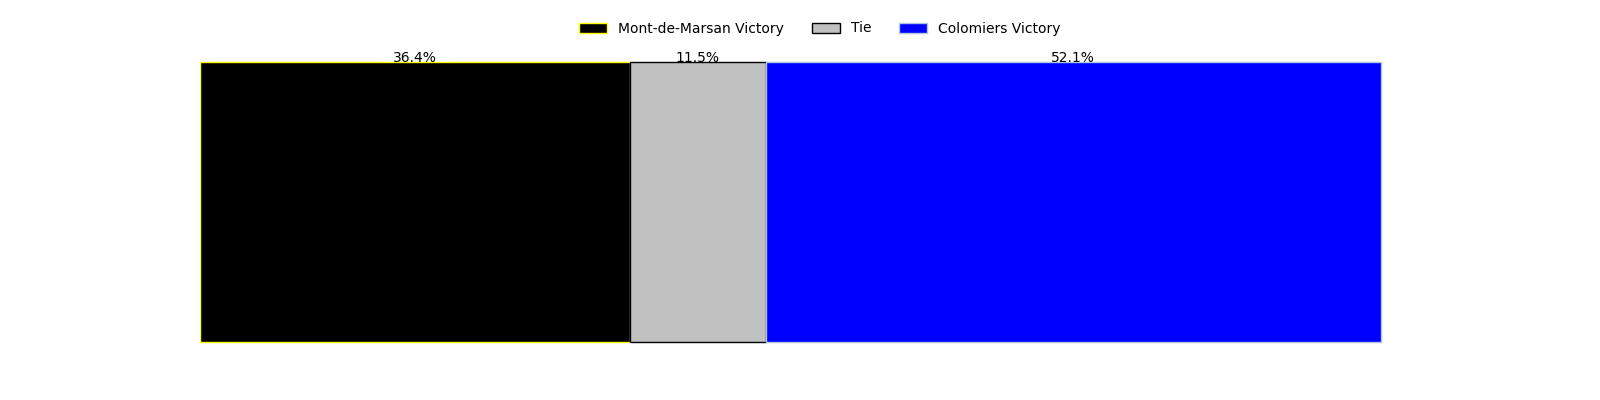 Mont-de-Marsan Victory Tie Colomiers Victory
36.4% 11.5% 52.1%